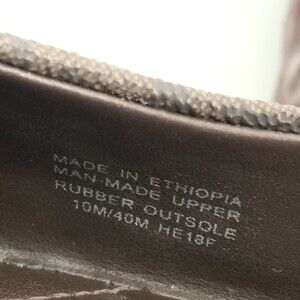 MADE IN ETHIOPIA
MAN-MADE UPPER
RUBBER OUTSOLE
10M/40M HE18F